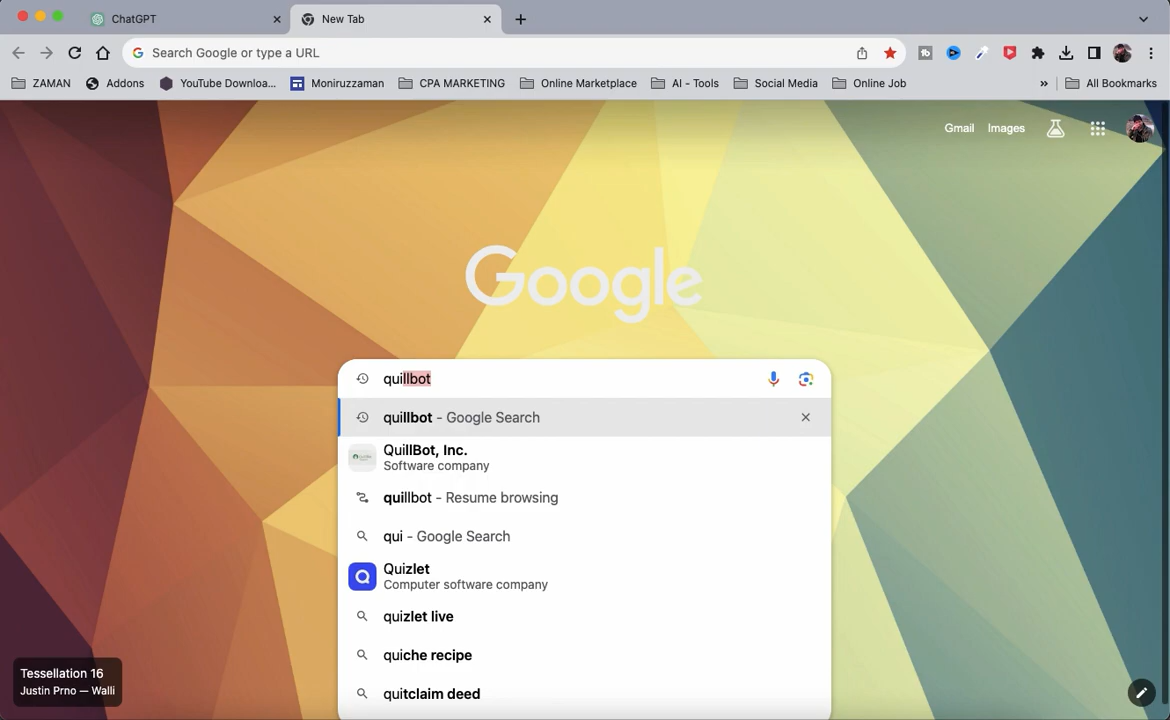 ChatGPT
New Tab
Search Google or type a URL
ZAMAN
Addons
YouTube Downloa...
Moniruzzaman
CPA MARKETING
Online Marketplace
AI - Tools
Social Media
Online Job
»
All Bookmarks
Gmail
Images
Google
quillbot
quillbot - Google Search
QuillBot, Inc.
Software company
quillbot - Resume browsing
qui - Google Search
Quizlet
Computer software company
quizlet live
quiche recipe
quitclaim deed
Tessellation 16
Justin Prno — Walli